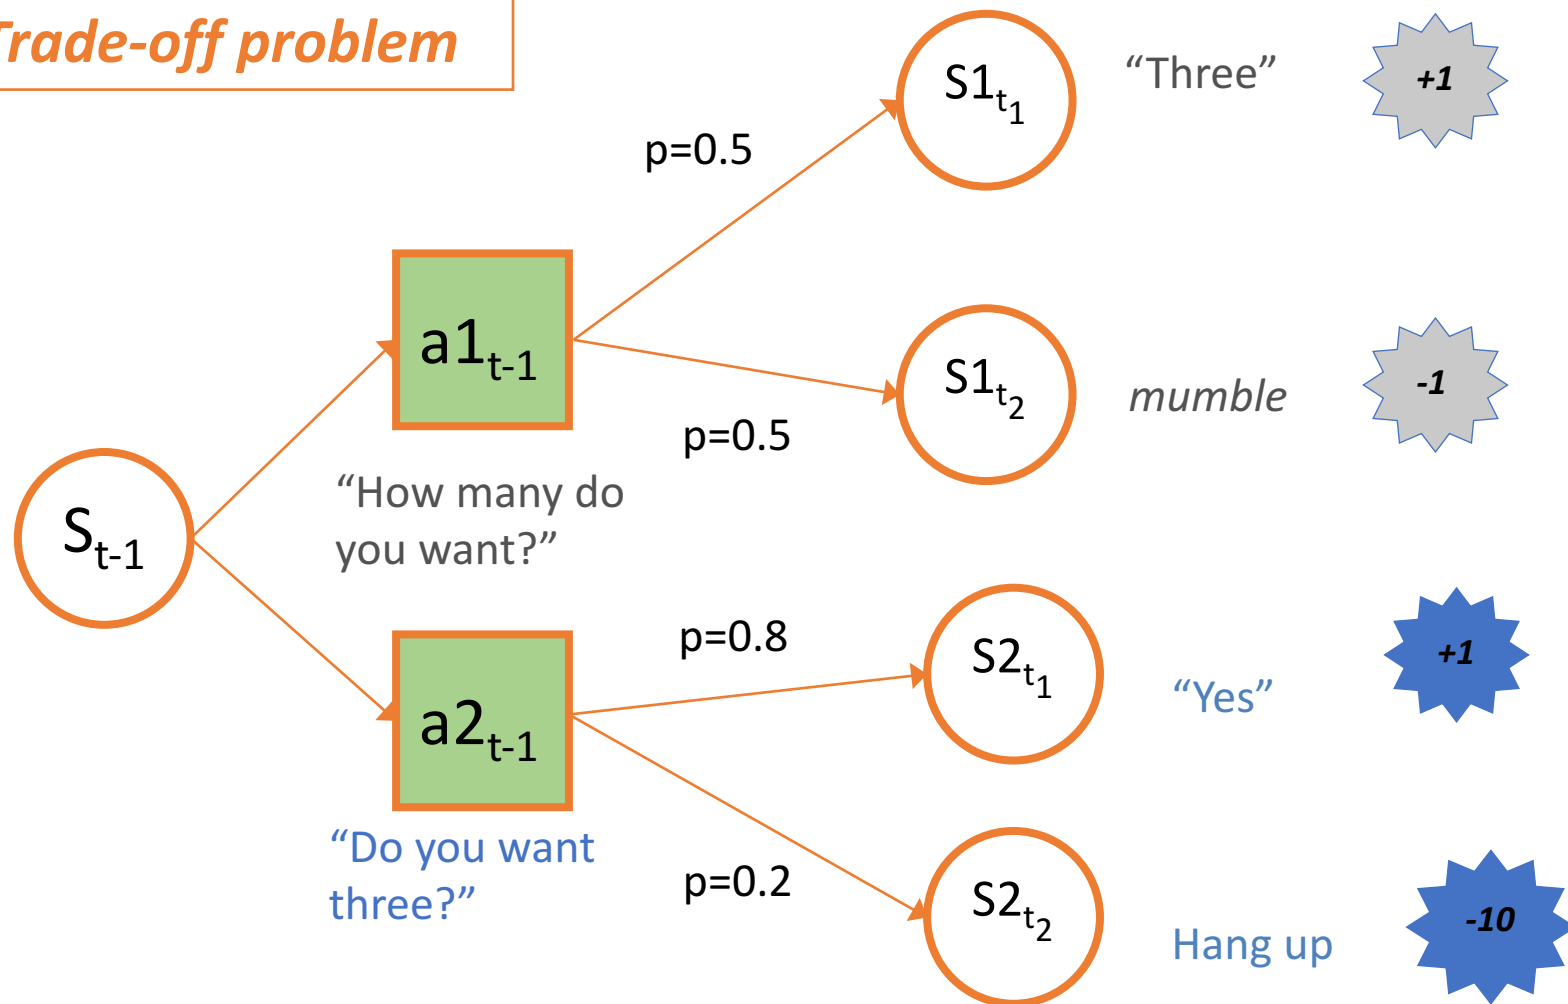 Trade-off problem
S1t1
"Three"
+1
p=0.5
a1t-1
S1t2
mumble
-1
p=0.5
"How many do
you want?"
St-1
p=0.8
S2t1
"Yes"
+1
a2t-1
"Do you want
three?"
p=0.2
S2t2
Hang up
-10